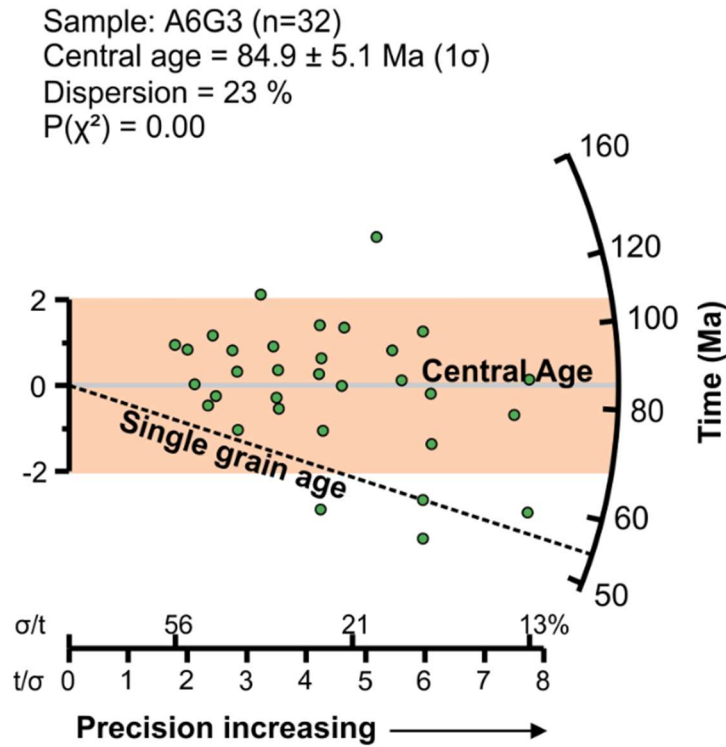 Sample: A6G3 (n=32)
Central age = 84.9 ± 5.1 Ma (1σ)
Dispersion = 23 %
P(χ²) = 0.00
160
120
100
80
60
50
Time (Ma)
2
0
-2
Central Age
Single grain age
σ/t 56 21 13%
t/σ 0 1 2 3 4 5 6 7 8
Precision increasing